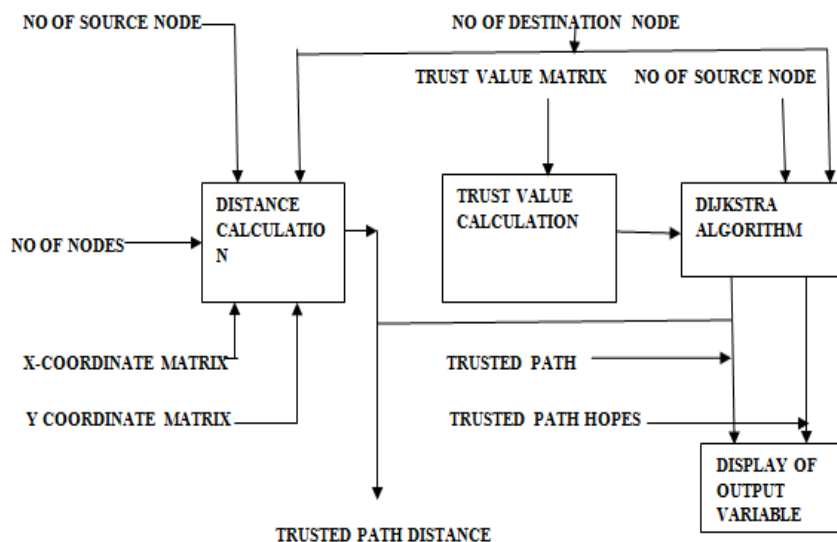 NO OF SOURCE NODE
NO OF DESTINATION NODE
TRUST VALUE MATRIX
NO OF SOURCE NODE
DISTANCE
CALCULATIO
N
TRUST VALUE
CALCULATION
DIJKSTRA
ALGORITHM
NO OF NODES
X-COORDINATE MATRIX
TRUSTED PATH
Y COORDINATE MATRIX
TRUSTED PATH HOPES
DISPLAY OF
OUTPUT
VARIABLE
TRUSTED PATH DISTANCE